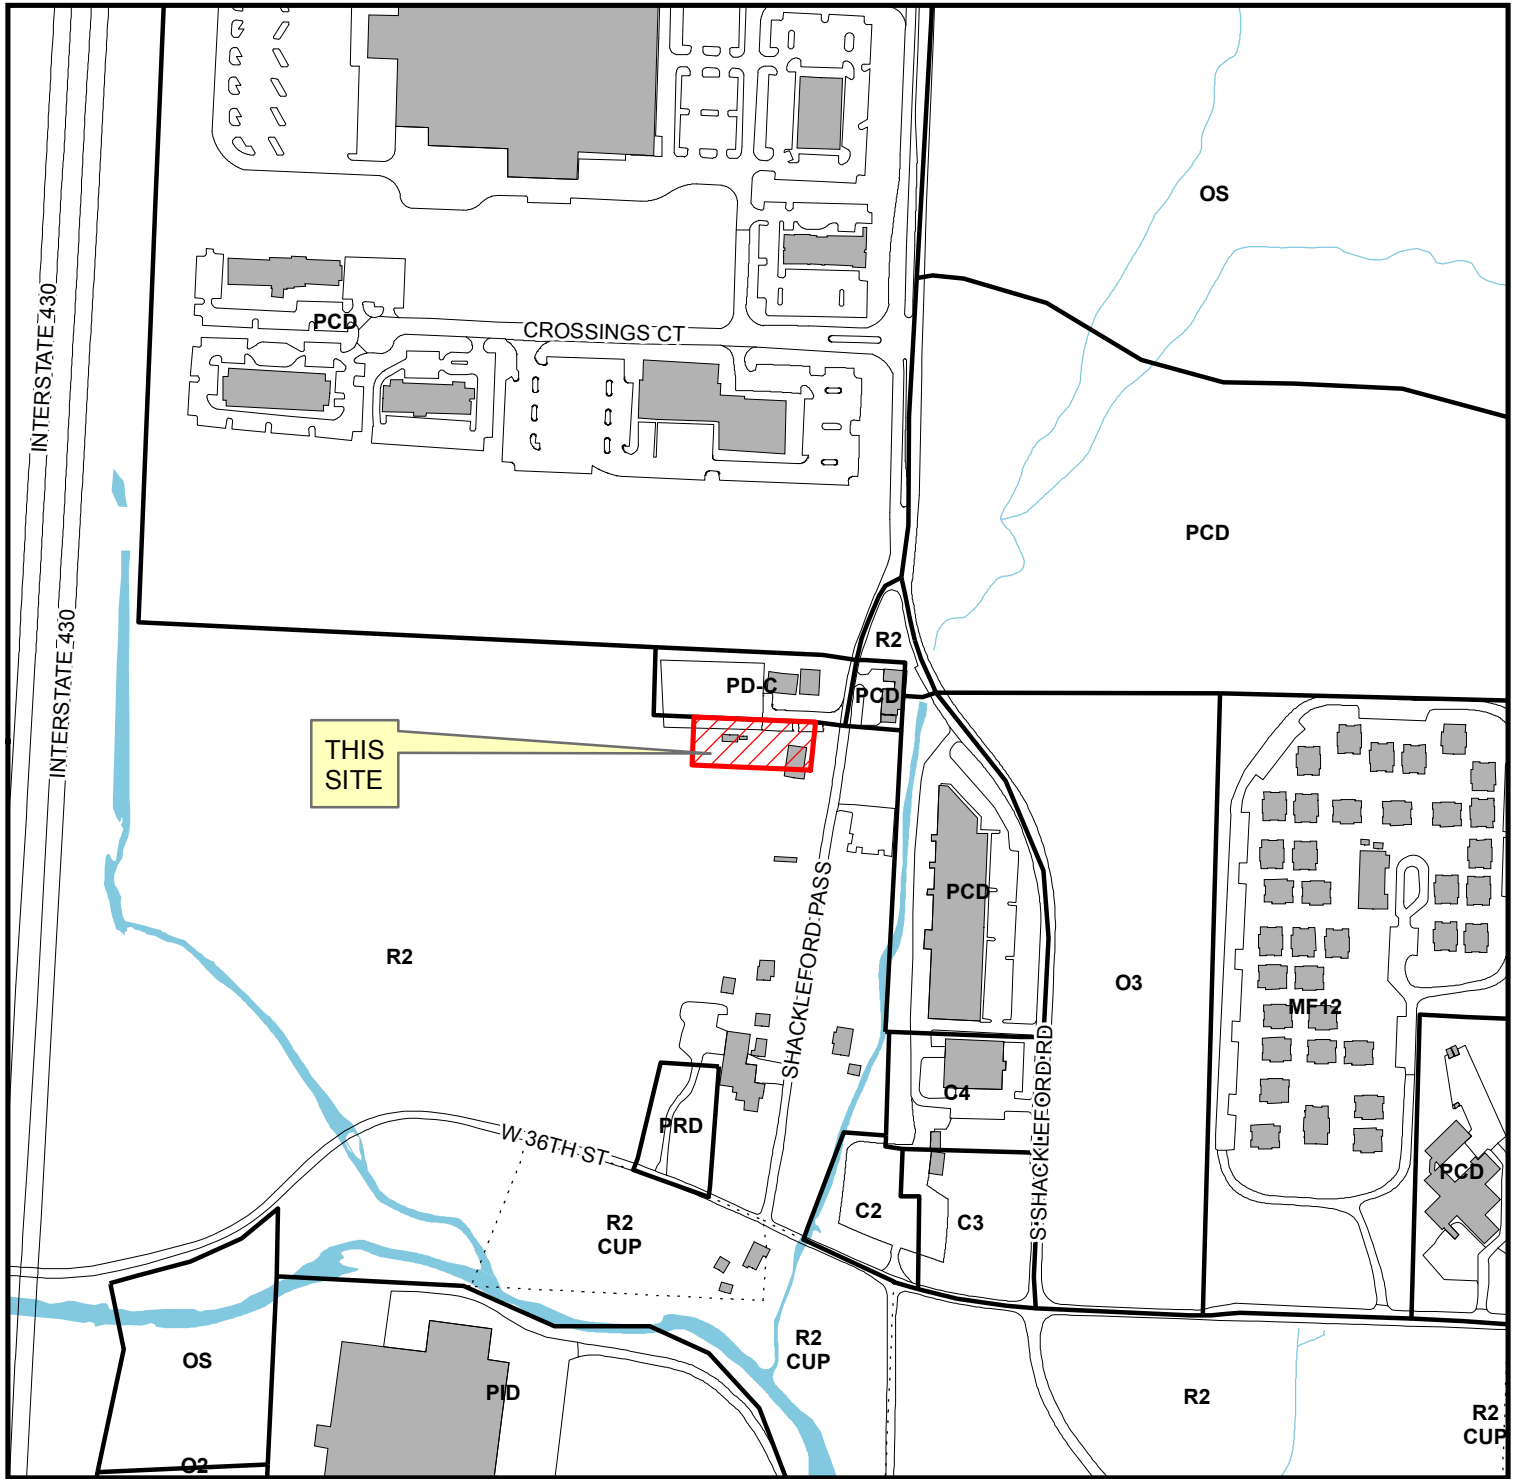 OS
INTERSTATE 430
PCD
CROSSINGS CT
PCD
INTERSTATE 430
R2
PD-C
PCD
THIS
SITE
SHACKLEFORD PASS
PCD
R2
O3
MF12
S SHACKLEFORD RD
C4
PRD
W 36TH ST
PCD
C2
C3
R2
CUP
R2
CUP
OS
PID
R2
R2
CUP
O2